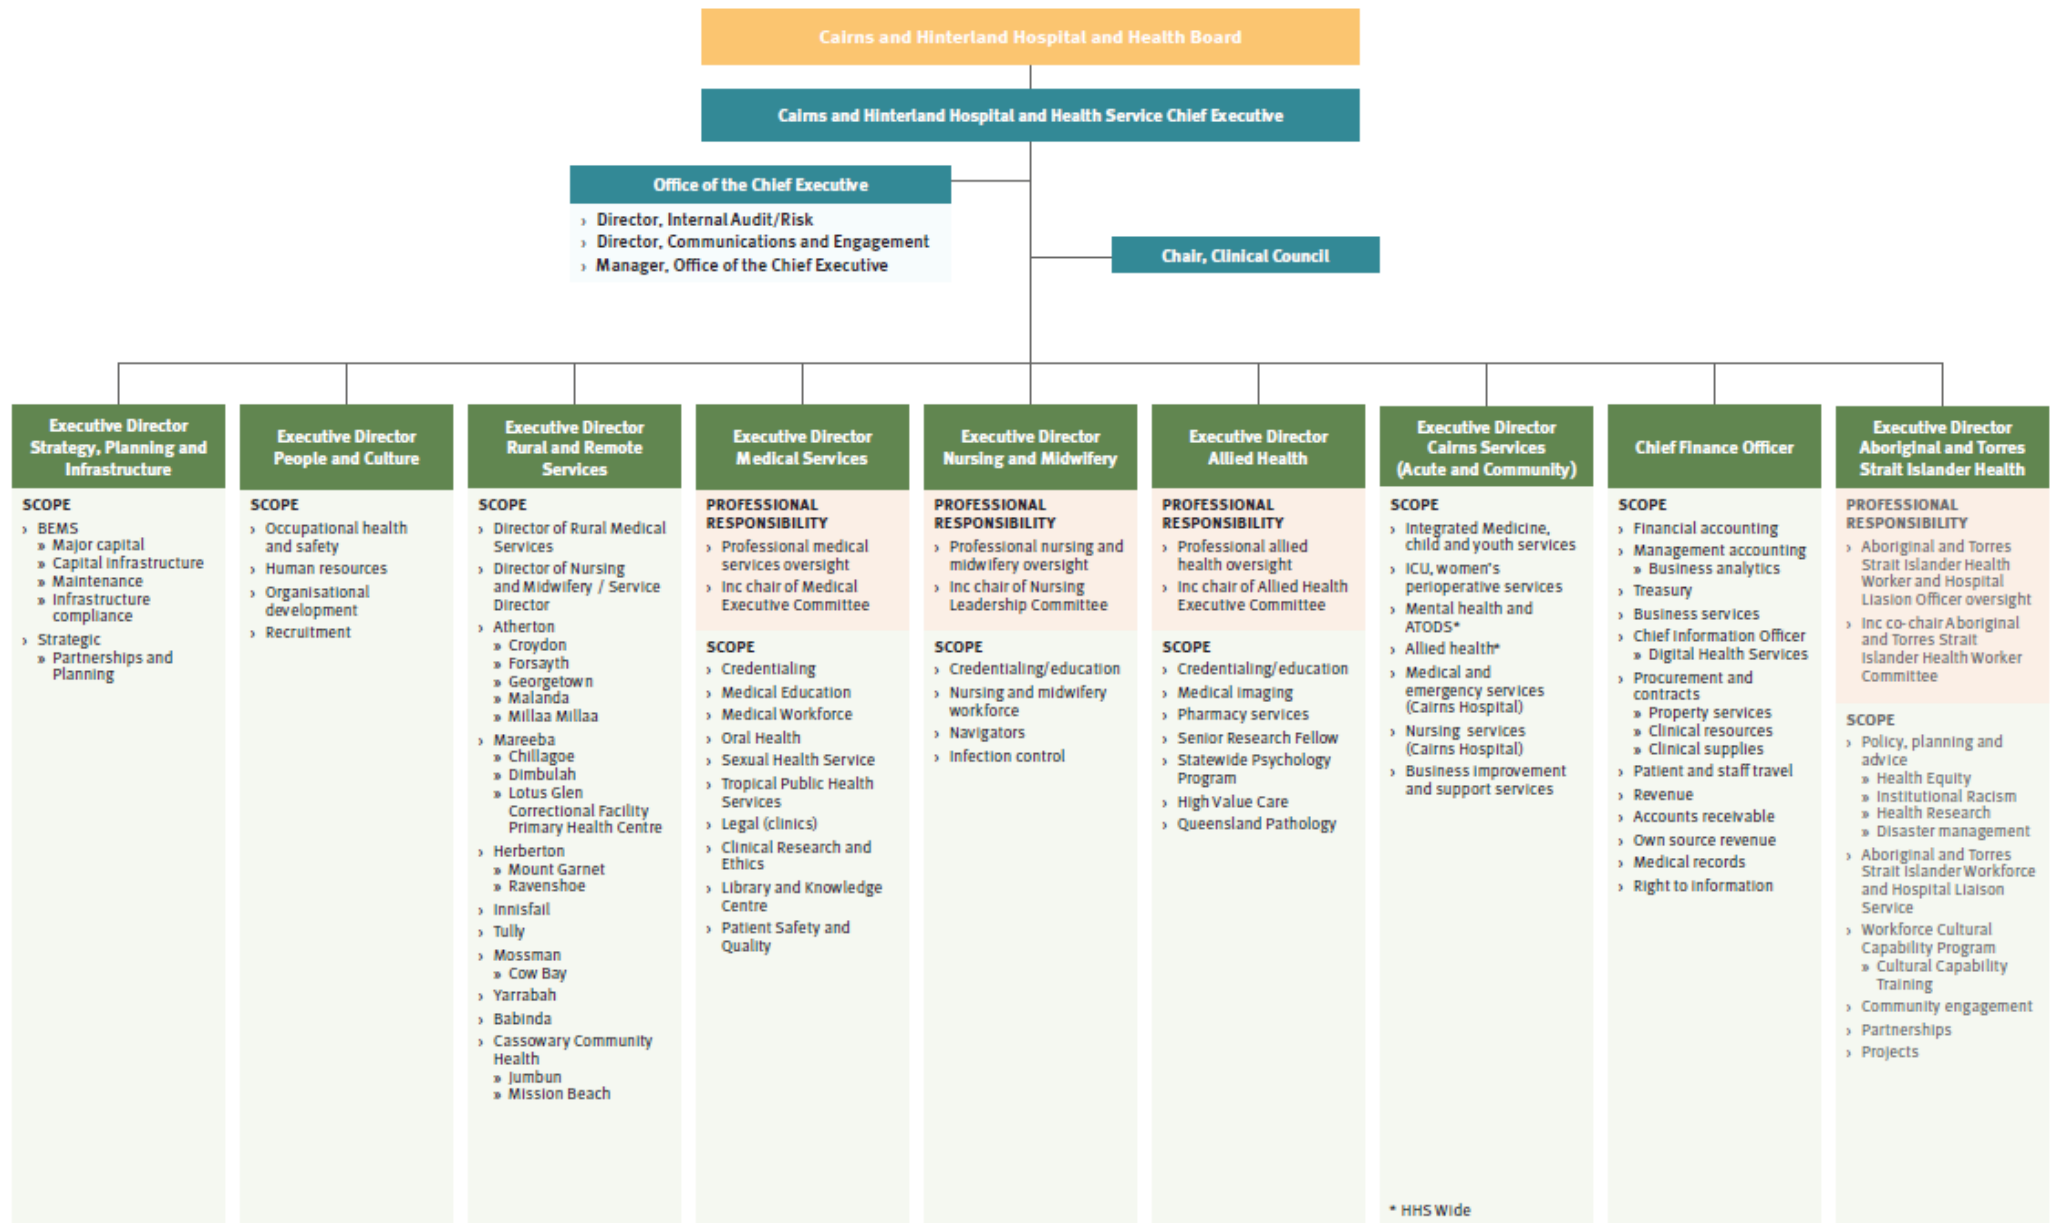 Cairns and Hinterland Hospital and Health Board
Cairns and Hinterland Hospital and Health Service Chief Executive
Office of the Chief Executive
› Director, Internal Audit/Risk
› Director, Communications and Engagement
› Manager, Office of the Chief Executive
Chair, Clinical Council
Executive Director
Strategy, Planning and
Infrastructure
SCOPE
› BEMS
» Major capital
» Capital infrastructure
» Maintenance
» Infrastructure
compliance
› Strategic
» Partnerships and
Planning
Executive Director
People and Culture
SCOPE
› Occupational health
and safety
› Human resources
› Organisational
development
› Recruitment
Executive Director
Rural and Remote
Services
SCOPE
› Director of Rural Medical
Services
› Director of Nursing
and Midwifery / Service
Director
› Atherton
» Croydon
» Forsayth
» Georgetown
» Malanda
» Millaa Millaa
› Mareeba
» Chillagoe
» Dimbulah
» Lotus Glen
Correctional Facility
Primary Health Centre
› Herberton
» Mount Garnet
» Ravenshoe
› Innisfail
› Tully
› Mossman
» Cow Bay
› Yarrabah
› Babinda
› Cassowary Community
Health
» Jumbun
» Mission Beach
Executive Director
Medical Services
PROFESSIONAL
RESPONSIBILITY
› Professional medical
services oversight
› Inc chair of Medical
Executive Committee
SCOPE
› Credentialing
› Medical Education
› Medical Workforce
› Oral Health
› Sexual Health Service
› Tropical Public Health
Services
› Legal (clinics)
› Clinical Research and
Ethics
› Library and Knowledge
Centre
› Patient Safety and
Quality
Executive Director
Nursing and Midwifery
PROFESSIONAL
RESPONSIBILITY
› Professional nursing and
midwifery oversight
› Inc chair of Nursing
Leadership Committee
SCOPE
› Credentialing/education
› Nursing and midwifery
workforce
› Navigators
› Infection control
Executive Director
Allied Health
PROFESSIONAL
RESPONSIBILITY
› Professional allied
health oversight
› Inc chair of Allied Health
Executive Committee
SCOPE
› Credentialing/education
› Medical imaging
› Pharmacy services
› Senior Research Fellow
› Statewide Psychology
Program
› High Value Care
› Queensland Pathology
Executive Director
Cairns Services
(Acute and Community)
SCOPE
› Integrated Medicine,
child and youth services
› ICU, women's
perioperative services
› Mental health and
ATODS*
› Allied health*
› Medical and
emergency services
(Cairns Hospital)
› Nursing services
(Cairns Hospital)
› Business improvement
and support services
* HHS Wide
Chief Finance Officer
SCOPE
› Financial accounting
› Management accounting
» Business analytics
› Treasury
› Business services
› Chief Information Officer
» Digital Health Services
› Procurement and
contracts
» Property services
» Clinical resources
» Clinical supplies
› Patient and staff travel
› Revenue
› Accounts receivable
› Own source revenue
› Medical records
› Right to information
Executive Director
Aboriginal and Torres
Strait Islander Health
PROFESSIONAL
RESPONSIBILITY
› Aboriginal and Torres
Strait Islander Health
Worker and Hospital
Liasion Officer oversight
› Inc co-chair Aboriginal
and Torres Strait
Islander Health Worker
Committee
SCOPE
› Policy, planning and
advice
» Health Equity
» Institutional Racism
» Health Research
» Disaster management
› Aboriginal and Torres
Strait Islander Workforce
and Hospital Liaison
Service
› Workforce Cultural
Capability Program
» Cultural Capability
Training
› Community engagement
› Partnerships
› Projects